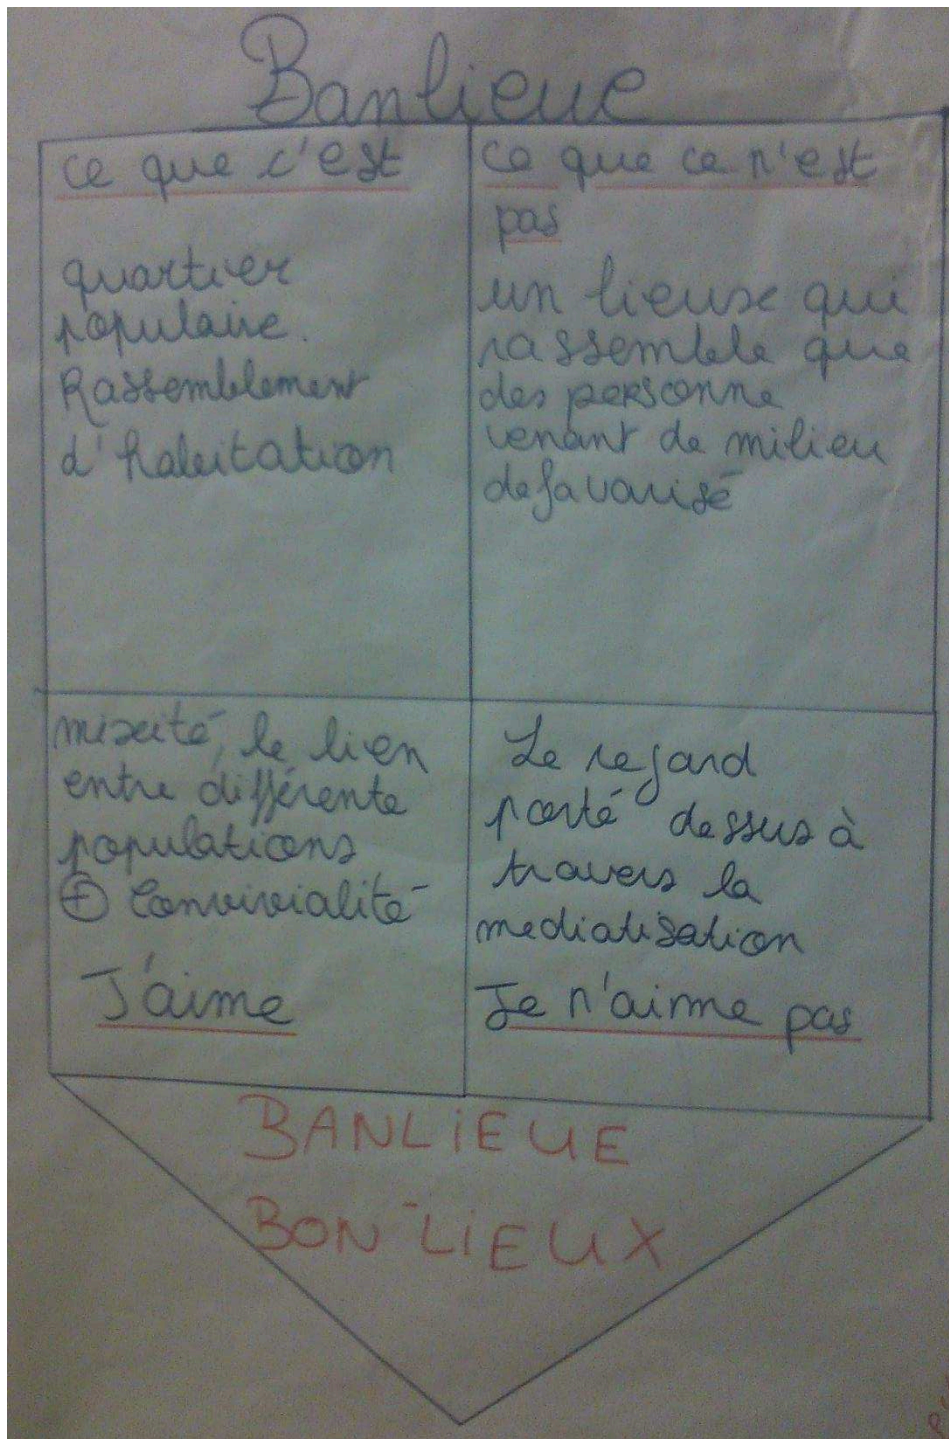 Banlieue
ce que c'est
quartier
populaire.
Rassemblement
d'habitation
Ce que ce n'est
pas
un lieuxe qui
rassemble que
des personne
venant de milieu
defavorisé
mixité, le lien
entre différente
populations
+ Convivialité
J'aime
Le regard
porté dessus à
travers la
mediatisation
Je n'aime pas
BANLiEUE
BON-LiEUX